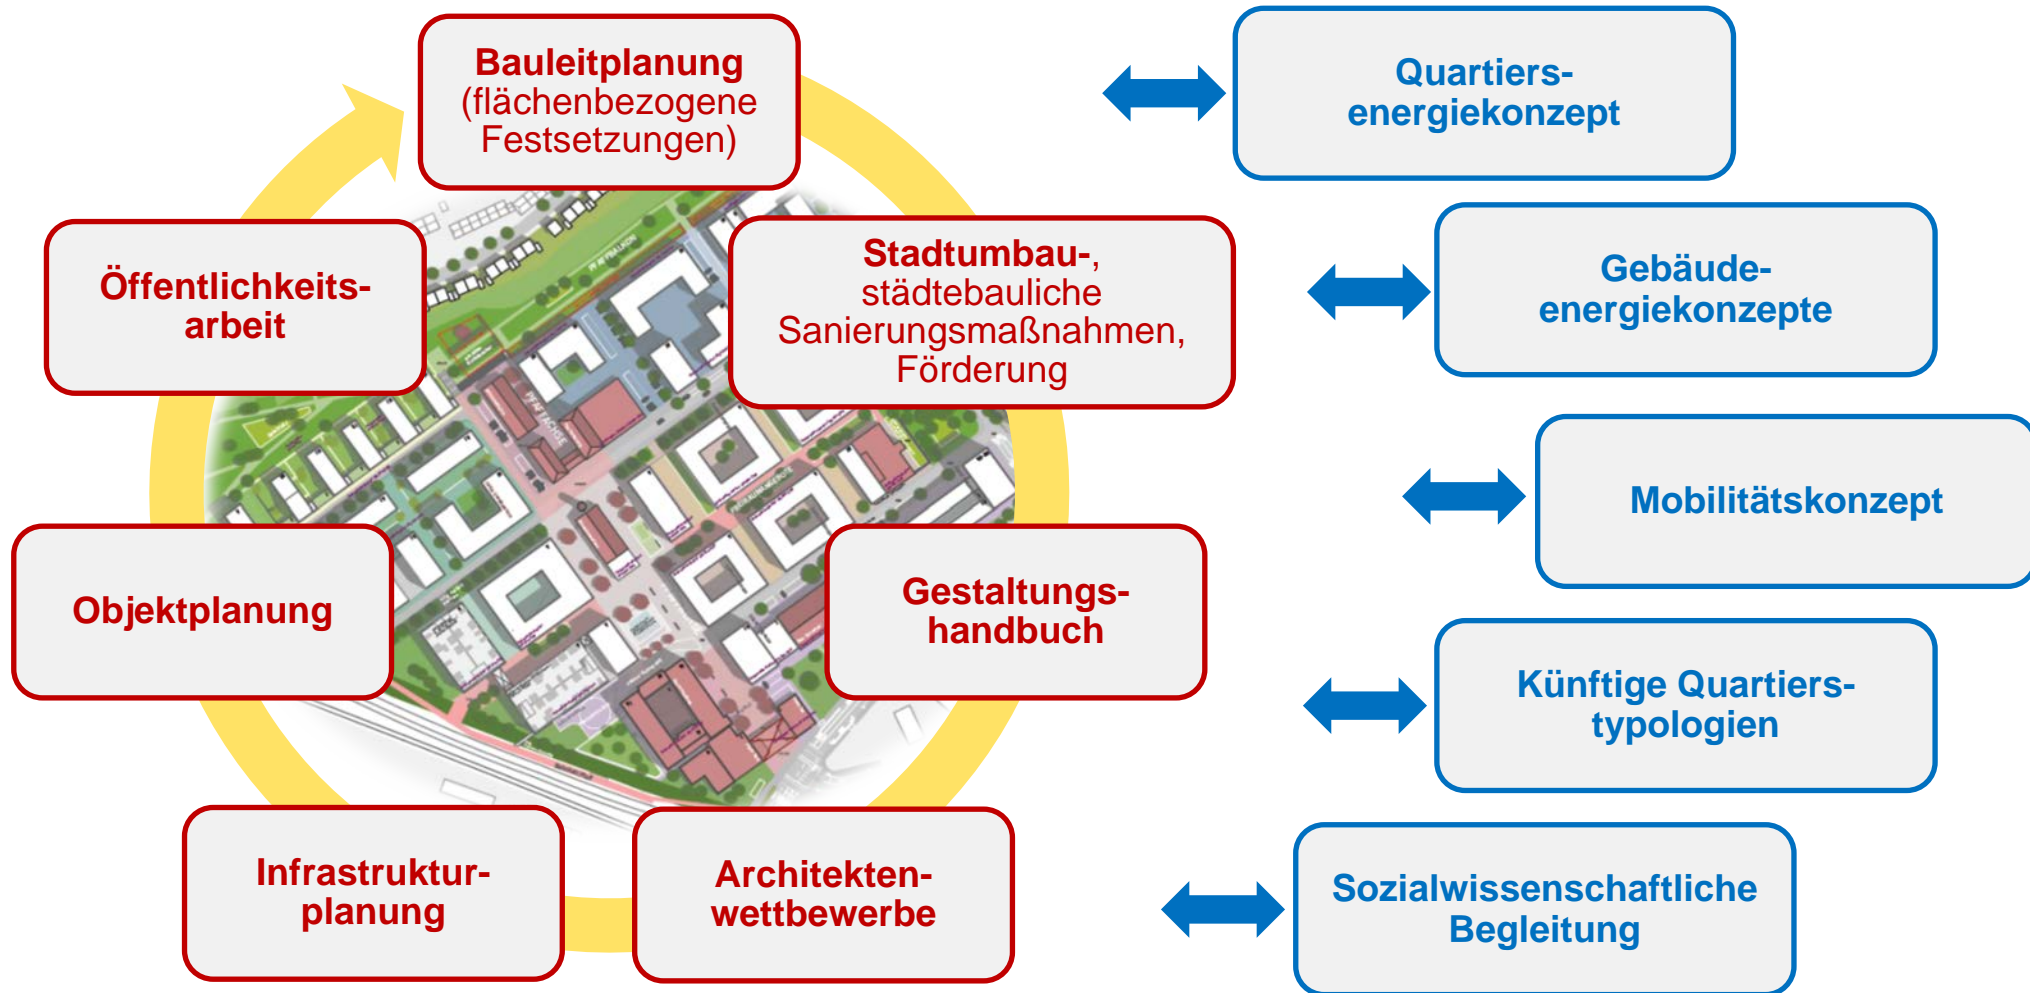 Bauleitplanung
(flächenbezogene
Festsetzungen)
Quartiers-
energiekonzept
Öffentlichkeits-
arbeit
Stadtumbau-,
städtebauliche
Sanierungsmaßnahmen,
Förderung
Gebäude-
energiekonzepte
PFAFFACHSE
Mobilitätskonzept
Objektplanung
Gestaltungs-
handbuch
Künftige Quartiers-
typologien
Infrastruktur-
planung
Architekten-
wettbewerbe
Sozialwissenschaftliche
Begleitung